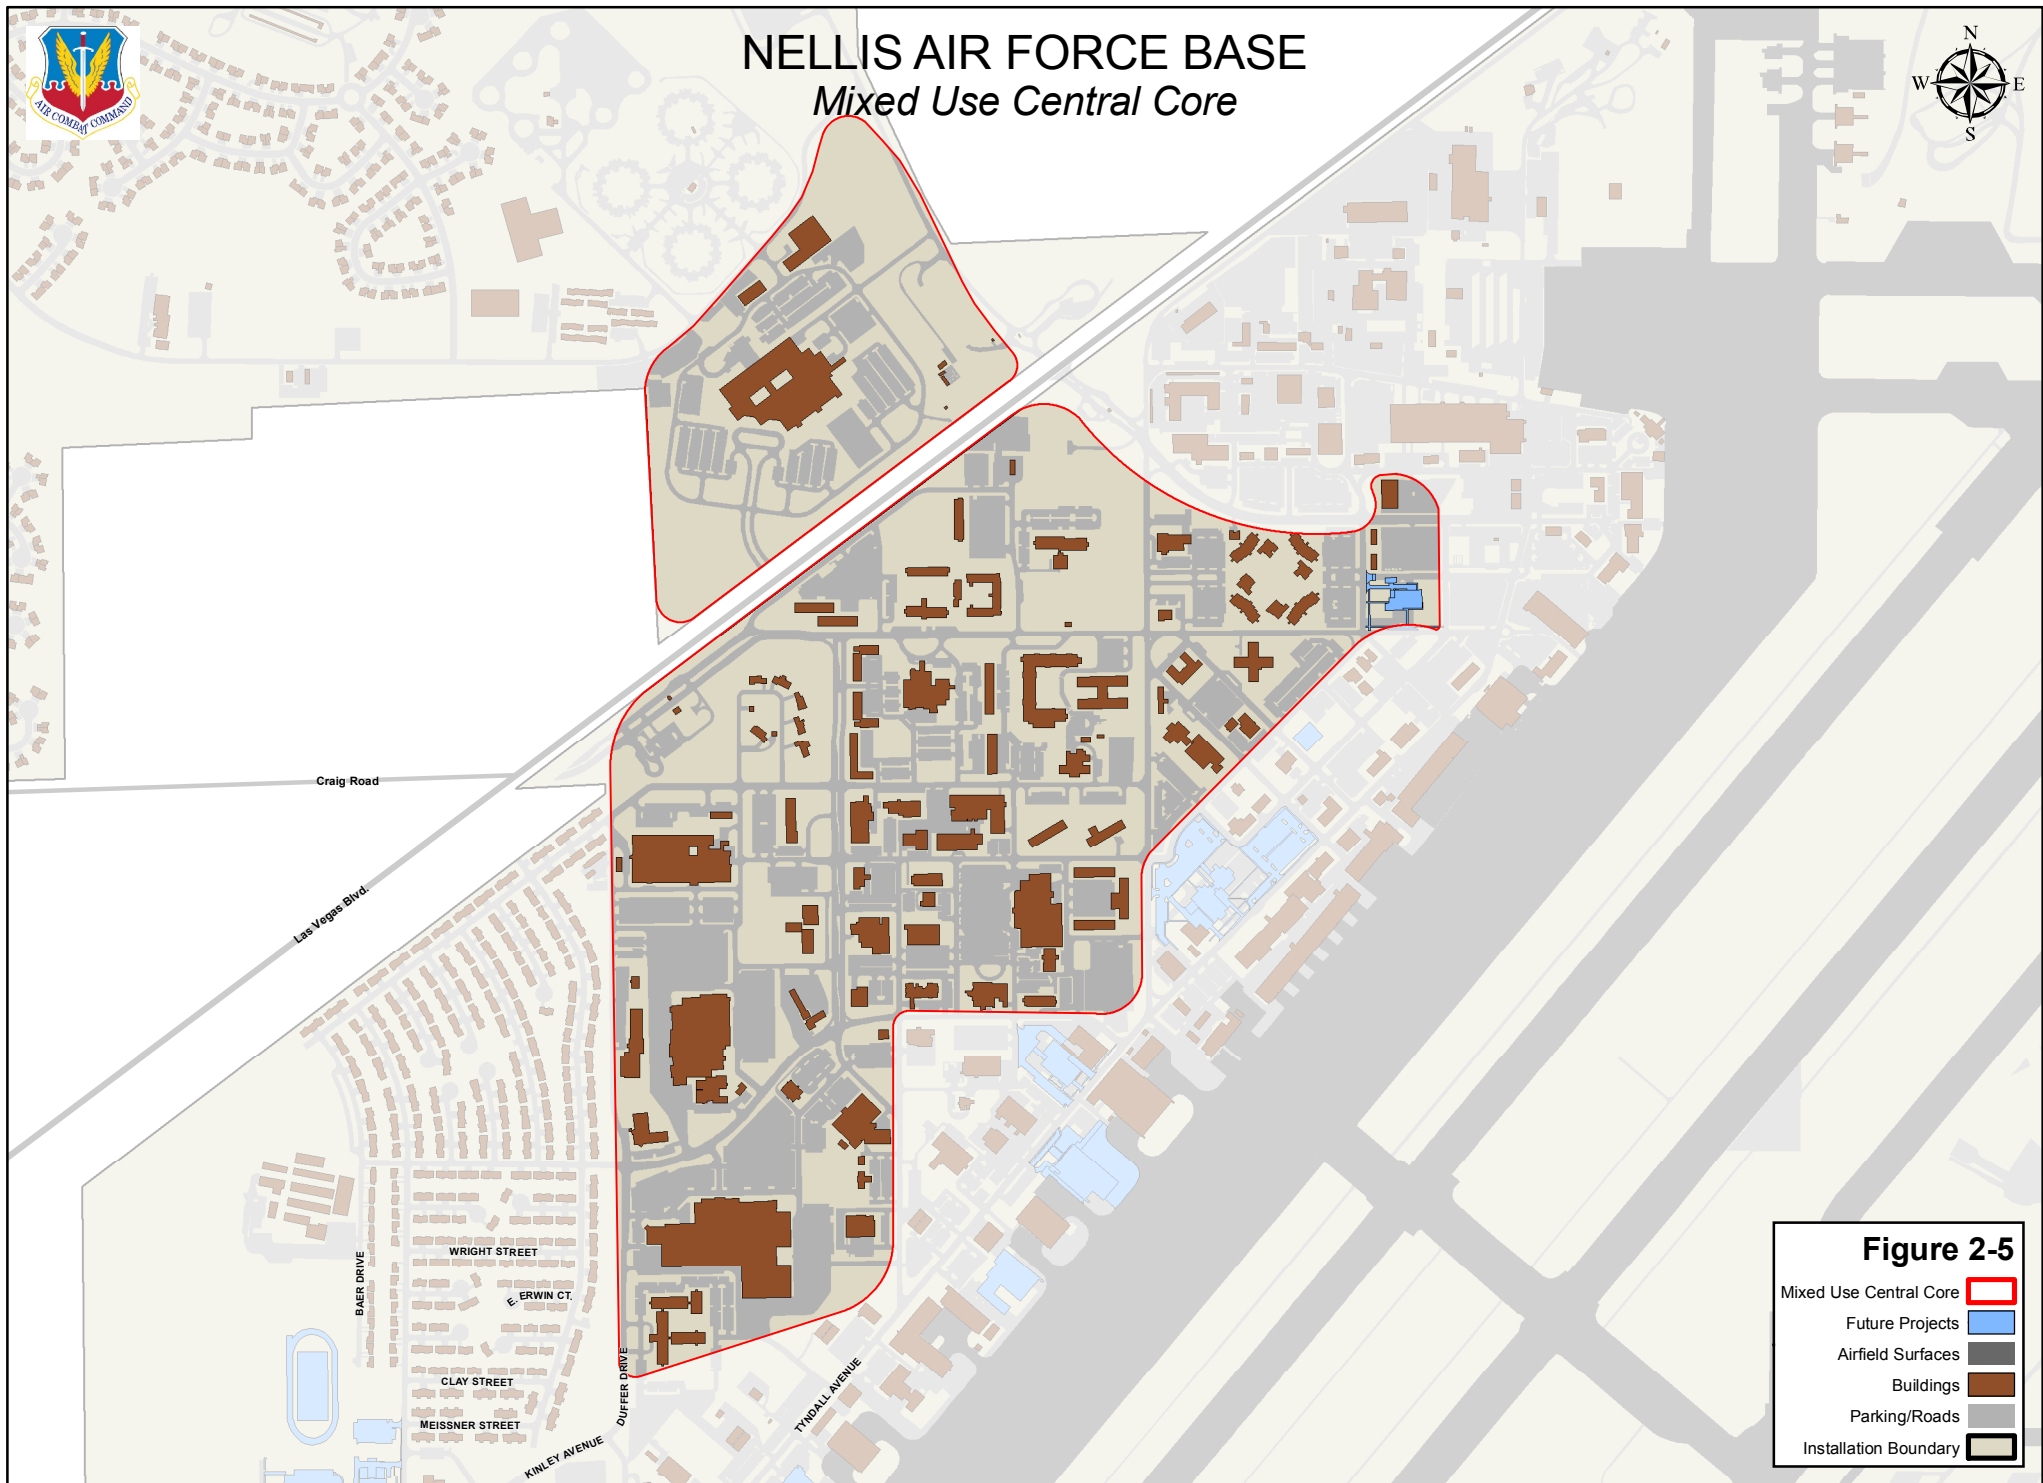 NELLIS AIR FORCE BASE
Mixed Use Central Core
AIR COMBAT COMMAND
N
W
E
S
Craig Road
Las Vegas Blvd.
WRIGHT STREET
BAER DRIVE
E. ERWIN CT.
CLAY STREET
DUFFER DRIVE
MEISSNER STREET
TYNDALL AVENUE
KINLEY AVENUE
Figure 2-5
Mixed Use Central Core
Future Projects
Airfield Surfaces
Buildings
Parking/Roads
Installation Boundary